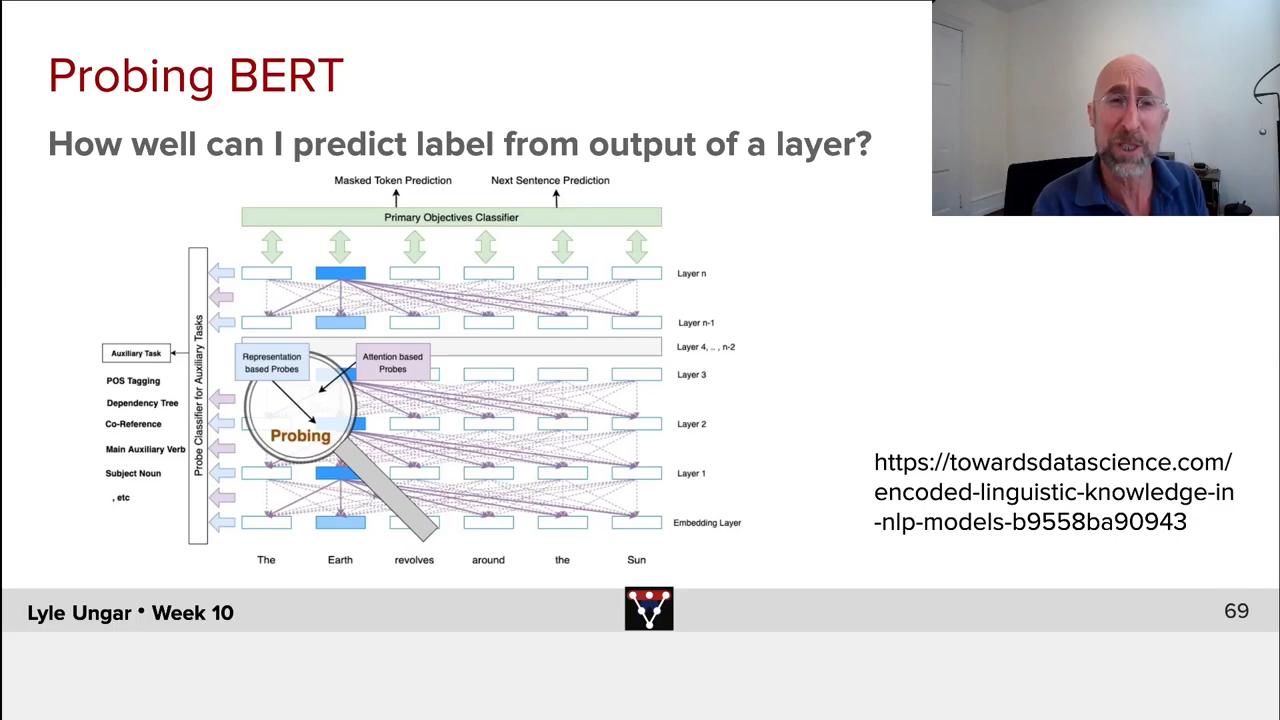 Probing BERT
How well can I predict label from output of a layer?
Masked Token Prediction
Next Sentence Prediction
Primary Objectives Classifier
Layer n
Layer n-1
Layer 4, .. , n-2
Layer 3
Layer 2
Layer 1
Embedding Layer
Probe Classifier for Auxiliary Tasks
Auxiliary Task
POS Tagging
Dependency Tree
Co-Reference
Main Auxiliary Verb
Subject Noun
, etc
Representation
based Probes
Attention based
Probes
Probing
The Earth revolves around the Sun
https://towardsdatascience.com/
encoded-linguistic-knowledge-in
-nlp-models-b9558ba90943
Lyle Ungar • Week 10
69